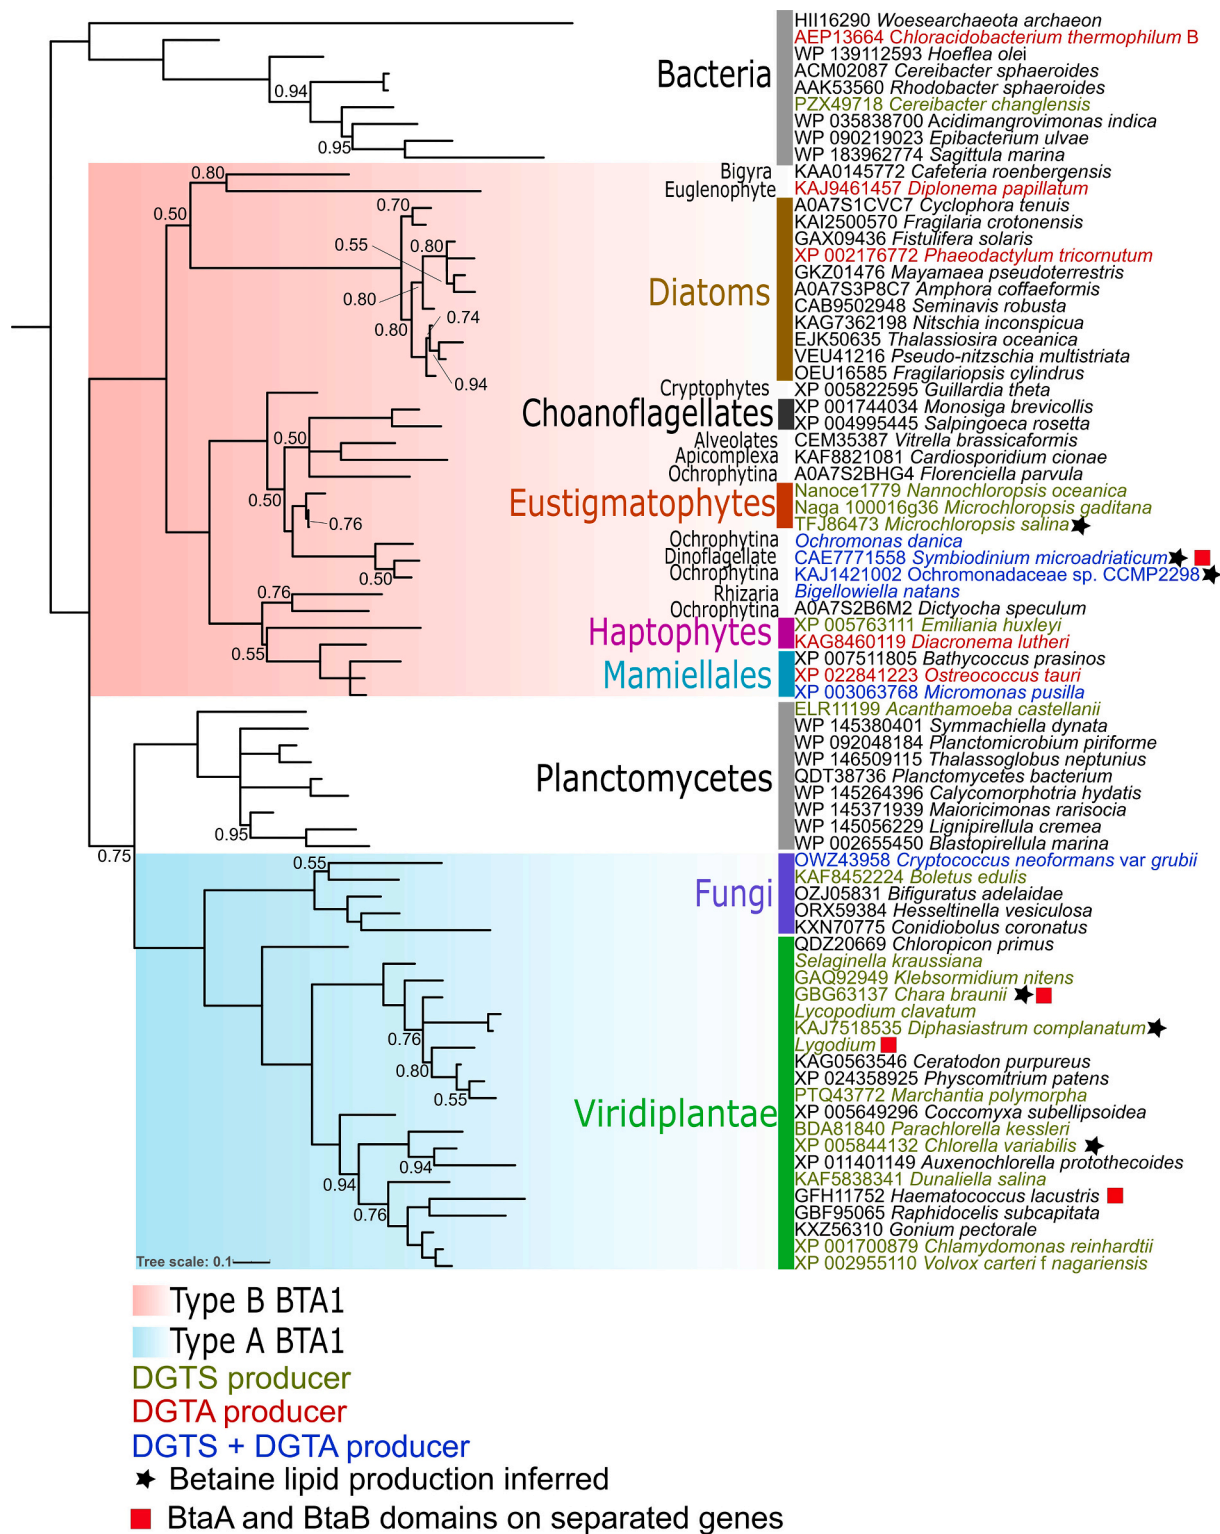 HII16290 Woesearchaeota archaeon
AEP13664 Chloracidobacterium thermophilum B
WP 139112593 Hoeflea olei
Bacteria
ACM02087 Cereibacter sphaeroides
AAK53560 Rhodobacter sphaeroides
0.94
PZX49718 Cereibacter changlensis
WP 035838700 Acidimangrovimonas indica
WP 090219023 Epibacterium ulvae
0.95
WP 183962774 Sagittula marina
0.80
Bigyra
KAA0145772 Cafeteria roenbergensis
Euglenophyte
KAJ9461457 Diplonema papillatum
0.50
0.70
A0A7S1CVC7 Cyclophora tenuis
KAI2500570 Fragilaria crotonensis
0.55
0.80
GAX09436 Fistulifera solaris
XP 002176772 Phaeodactylum tricornutum
GKZ01476 Mayamaea pseudoterrestris
0.80
Diatoms
A0A7S3P8C7 Amphora coffaeformis
CAB9502948 Seminavis robusta
0.80
0.74
KAG7362198 Nitschia inconspicua
EJK50635 Thalassiosira oceanica
VEU41216 Pseudo-nitzschia multistriata
0.94
OEU16585 Fragilariopsis cylindrus
Cryptophytes
XP 005822595 Guillardia theta
Choanoflagellates
XP 001744034 Monosiga brevicollis
XP 004995445 Salpingoeca rosetta
0.50
Alveolates
CEM35387 Vitrella brassicaformis
Apicomplexa
KAF8821081 Cardiosporidium cionae
Ochrophytina
A0A7S2BHG4 Florenciella parvula
0.50
Eustigmatophytes
Nanoce1779 Nannochloropsis oceanica
Naga 100016g36 Microchloropsis gaditana
0.76
TFJ86473 Microchloropsis salina
Ochrophytina
Ochromonas danica
Dinoflagellate
CAE7771558 Symbiodinium microadriaticum
0.50
Ochrophytina
KAJ1421002 Ochromonadaceae sp. CCMP2298
0.76
Rhizaria
Bigellowiella natans
Ochrophytina
A0A7S2B6M2 Dictyocha speculum
Haptophytes
XP 005763111 Emiliania huxleyi
KAG8460119 Diacronema lutheri
0.55
Mamiellales
XP 007511805 Bathycoccus prasinos
XP 022841223 Ostreococcus tauri
XP 003063768 Micromonas pusilla
ELR11199 Acanthamoeba castellanii
WP 145380401 Symmachiella dynata
WP 092048184 Planctomicrobium piriforme
WP 146509115 Thalassoglobus neptunius
Planctomycetes
QDT38736 Planctomycetes bacterium
WP 145264396 Calycomorphotria hydatis
WP 145371939 Maioricimonas rarisocia
0.95
WP 145056229 Lignipirellula cremea
WP 002655450 Blastopirellula marina
0.75
0.55
OWZ43958 Cryptococcus neoformans var grubii
KAF8452224 Boletus edulis
Fungi
OZJ05831 Bifiguratus adelaidae
ORX59384 Hesseltinella vesiculosa
KXN70775 Conidiobolus coronatus
QDZ20669 Chloropicon primus
Selaginella kraussiana
GAQ92949 Klebsormidium nitens
GBG63137 Chara braunii
Lycopodium clavatum
0.76
KAJ7518535 Diphasiastrum complanatum
Lygodium
0.80
KAG0563546 Ceratodon purpureus
XP 024358925 Physcomitrium patens
0.55
PTQ43772 Marchantia polymorpha
Viridiplantae
XP 005649296 Coccomyxa subellipsoidea
BDA81840 Parachlorella kessleri
XP 005844132 Chlorella variabilis
0.94
XP 011401149 Auxenochlorella protothecoides
0.94
KAF5838341 Dunaliella salina
GFH11752 Haematococcus lacustris
0.76
GBF95065 Raphidocelis subcapitata
KXZ56310 Gonium pectorale
XP 001700879 Chlamydomonas reinhardtii
Tree scale: 0.1
XP 002955110 Volvox carteri f nagariensis
Type B BTA1
Type A BTA1
DGTS producer
DGTA producer
DGTS + DGTA producer
Betaine lipid production inferred
BtaA and BtaB domains on separated genes